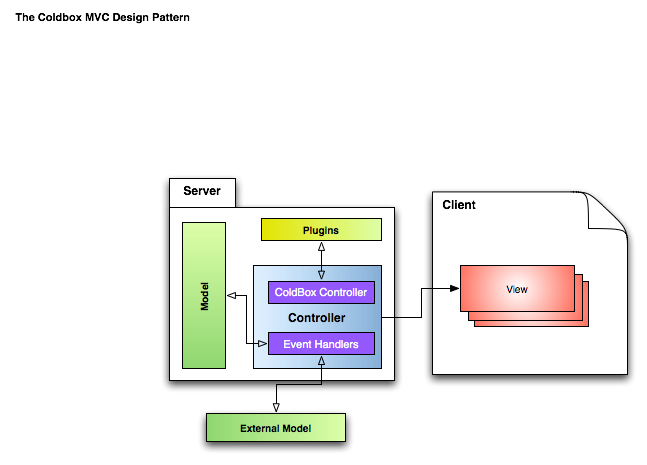 The Coldbox MVC Design Pattern
Server
Client
Plugins
Model
ColdBox Controller
View
Controller
Event Handlers
External Model